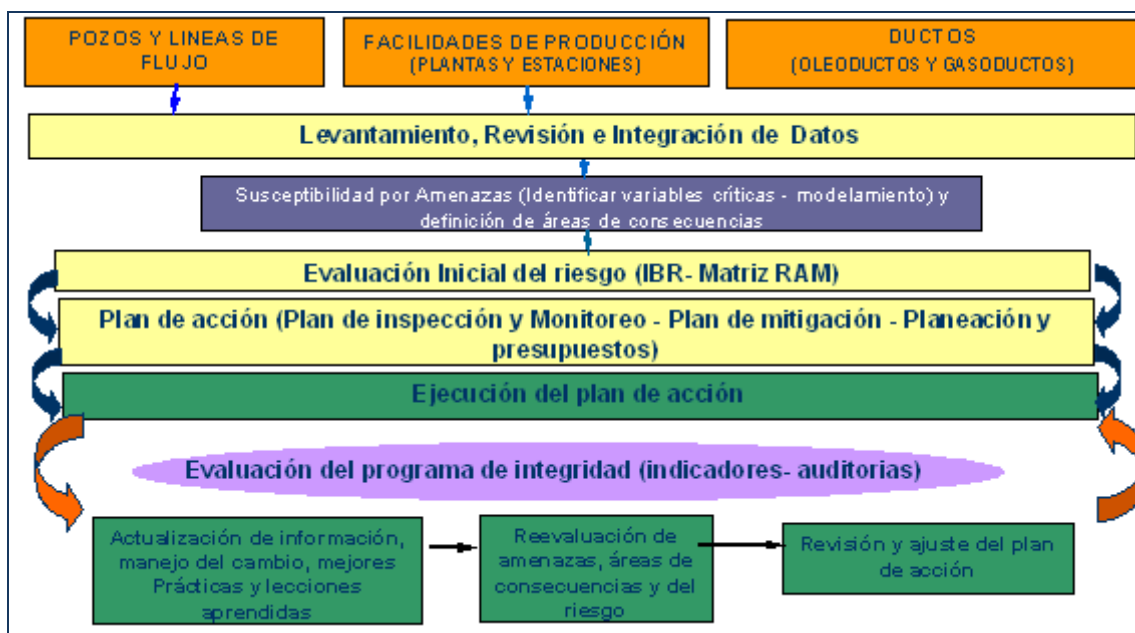 POZOS Y LINEAS DE
FLUJO
FACILIDADES DE PRODUCCIÓN
(PLANTAS Y ESTACIONES)
DUCTOS
(OLEODUCTOS Y GASODUCTOS)
Levantamiento, Revisión e Integración de Datos
Susceptibilidad por Amenazas (Identificar variables críticas - modelamiento) y
definición de áreas de consecuencias
Evaluación Inicial del riesgo (IBR- Matriz RAM)
Plan de acción (Plan de inspección y Monitoreo - Plan de mitigación - Planeación y
presupuestos)
Ejecución del plan de acción
Evaluación del programa de integridad (indicadores- auditorias)
Actualización de información,
manejo del cambio, mejores
Prácticas y lecciones
aprendidas
Reevaluación de
amenazas, áreas de
consecuencias y del
riesgo
Revisión y ajuste del plan
de acción